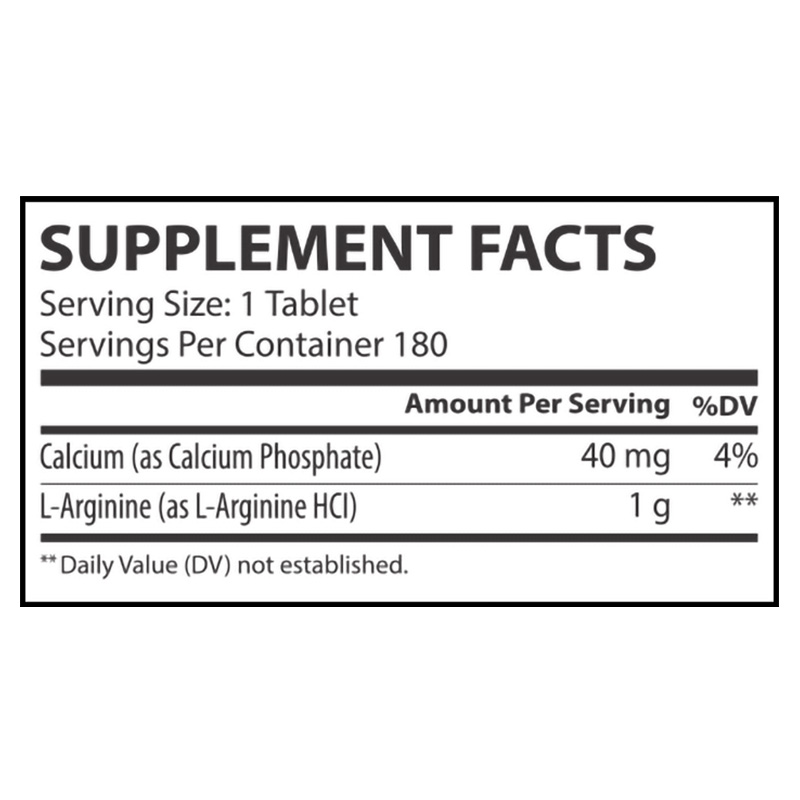 SUPPLEMENT FACTS
Serving Size: 1 Tablet
Servings Per Container 180
Amount Per Serving %DV
Calcium (as Calcium Phosphate) 40 mg 4%
L-Arginine (as L-Arginine HCl) 1 g **
** Daily Value (DV) not established.